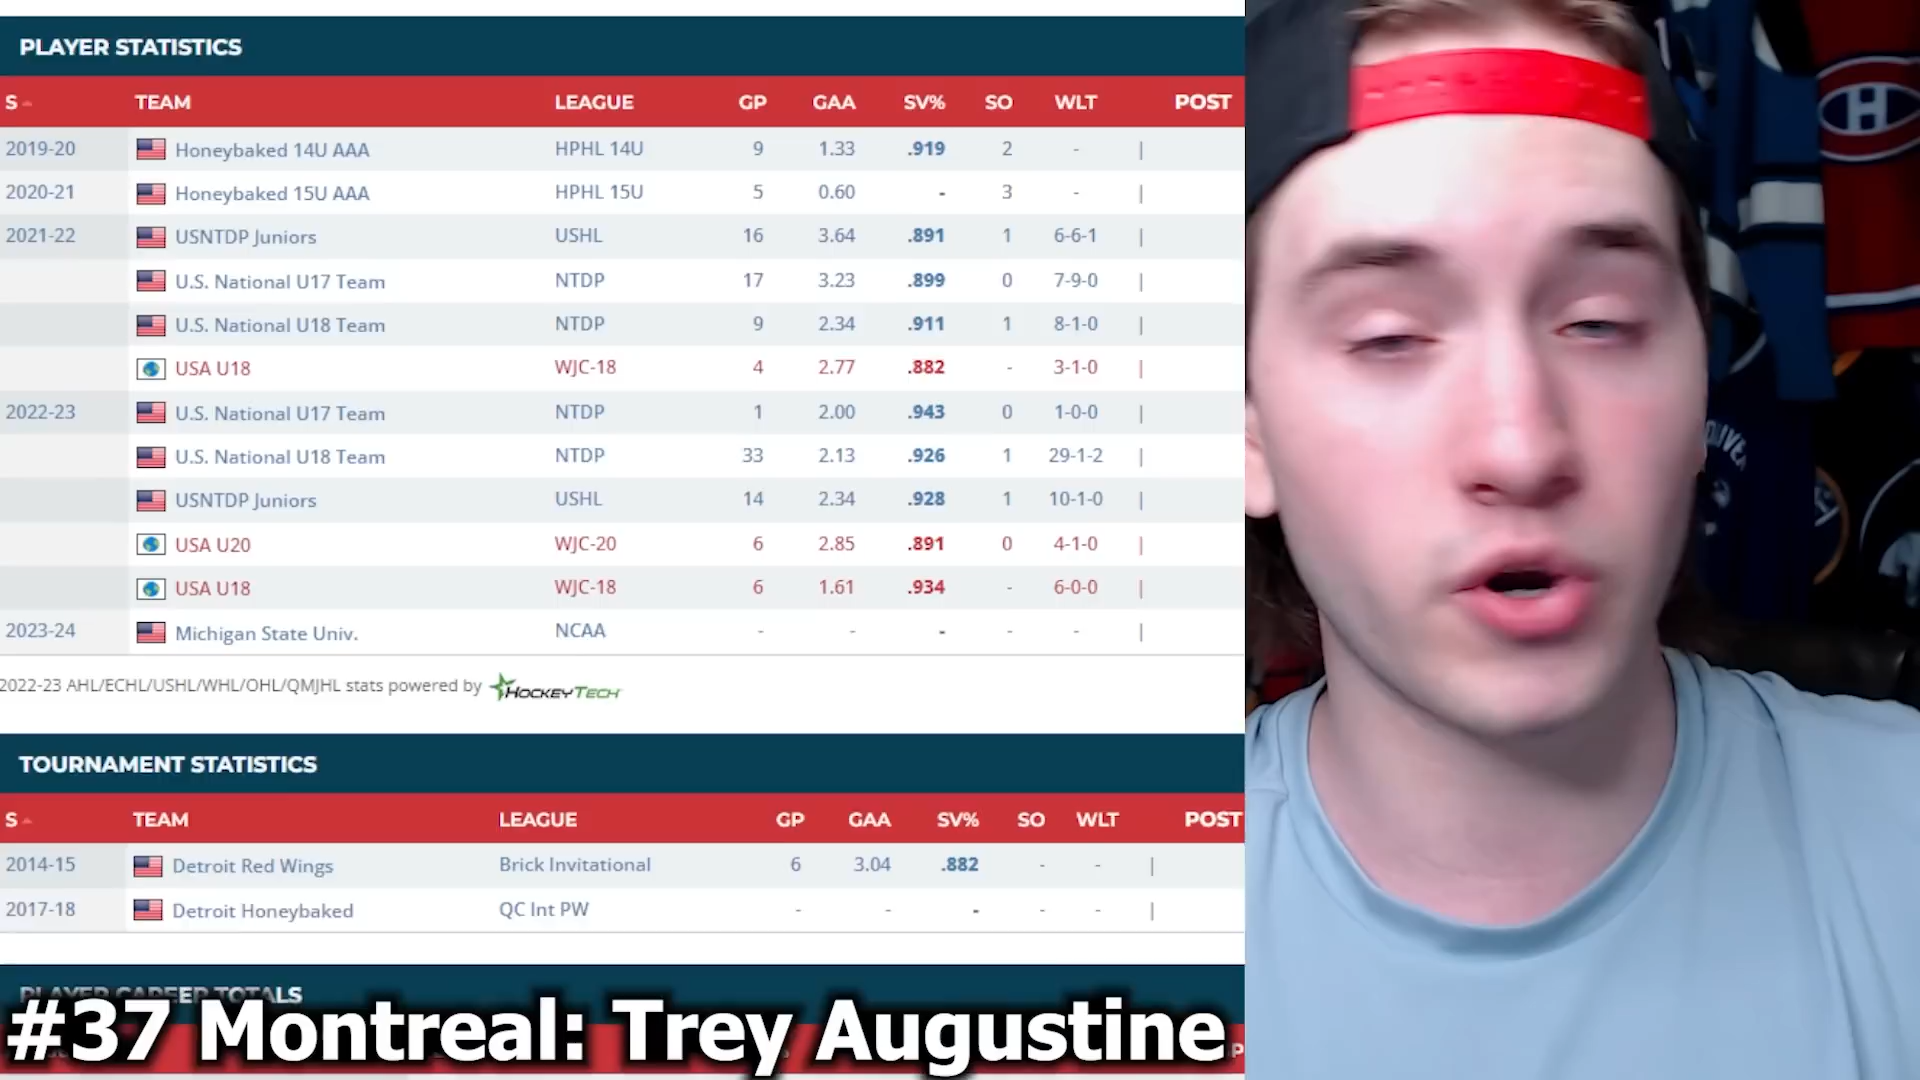 PLAYER STATISTICS
S TEAM LEAGUE GP GAA SV% SO WLT POST
2019-20 Honeybaked 14U AAA HPHL 14U 9 1.33 .919 2 - |
2020-21 Honeybaked 15U AAA HPHL 15U 5 0.60 - 3 - |
2021-22 USNTDP Juniors USHL 16 3.64 .891 1 6-6-1 |
U.S. National U17 Team NTDP 17 3.23 .899 0 7-9-0 |
U.S. National U18 Team NTDP 9 2.34 .911 1 8-1-0 |
USA U18 WJC-18 4 2.77 .882 - 3-1-0 |
2022-23 U.S. National U17 Team NTDP 1 2.00 .943 0 1-0-0 |
U.S. National U18 Team NTDP 33 2.13 .926 1 29-1-2 |
USNTDP Juniors USHL 14 2.34 .928 1 10-1-0 |
USA U20 WJC-20 6 2.85 .891 0 4-1-0 |
USA U18 WJC-18 6 1.61 .934 - 6-0-0 |
2023-24 Michigan State Univ. NCAA - - - - - |
2022-23 AHL/ECHL/USHL/WHL/OHL/QMJHL stats powered by HOCKEYTECH
TOURNAMENT STATISTICS
S TEAM LEAGUE GP GAA SV% SO WLT POST
2014-15 Detroit Red Wings Brick Invitational 6 3.04 .882 - - |
2017-18 Detroit Honeybaked QC Int PW - - - - - |
PLAYER CAREER TOTALS
#37 Montreal: Trey Augustine